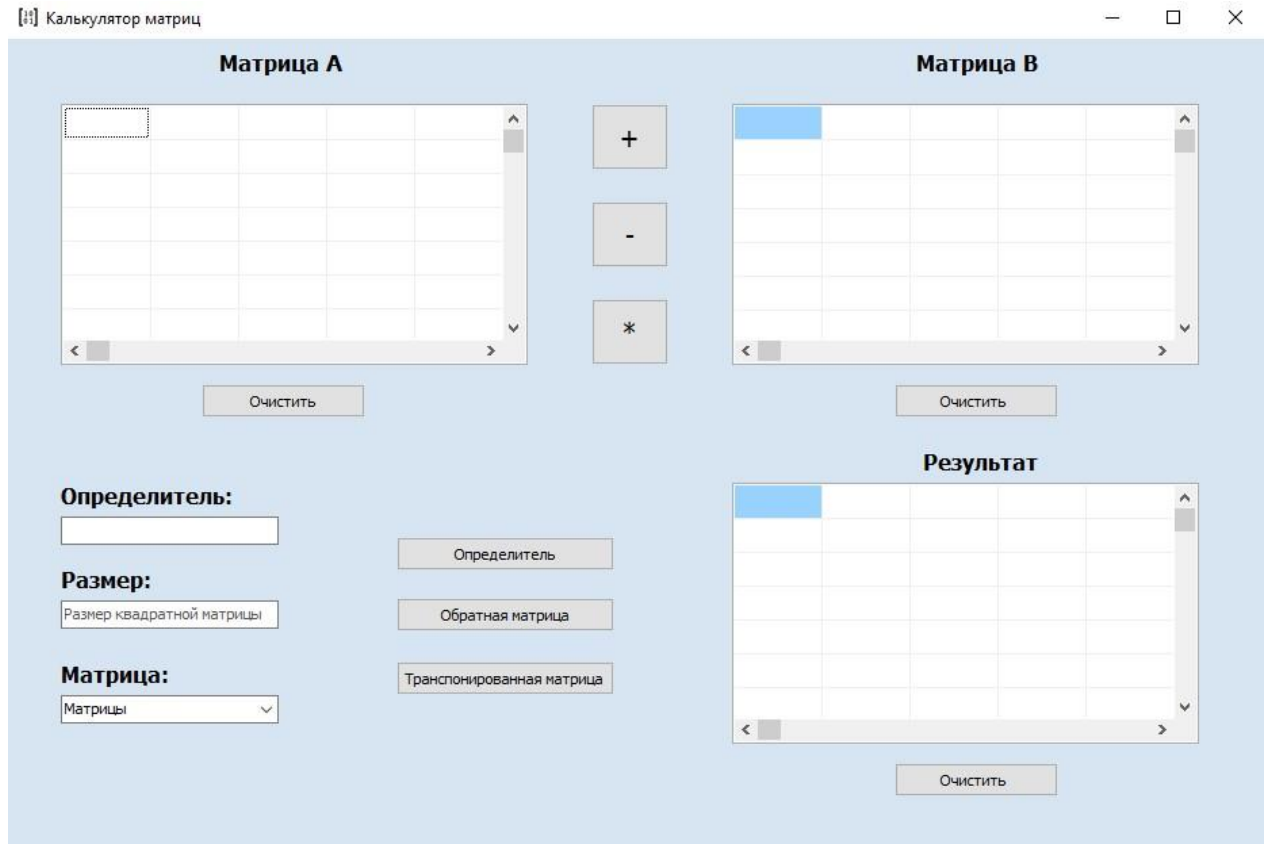 Калькулятор матриц
Матрица A
Матрица B
+
-
*
Очистить
Очистить
Результат
Определитель:
Определитель
Размер:
Размер квадратной матрицы
Обратная матрица
Матрица:
Транспонированная матрица
Матрицы
Очистить